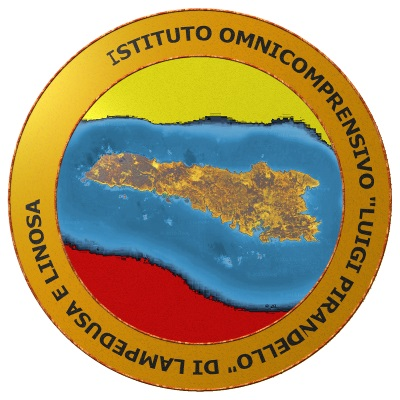 ISTITUTO OMNICOMPRENSIVO "LUIGI PIRANDELLO" DI LAMPEDUSA E LINOSA